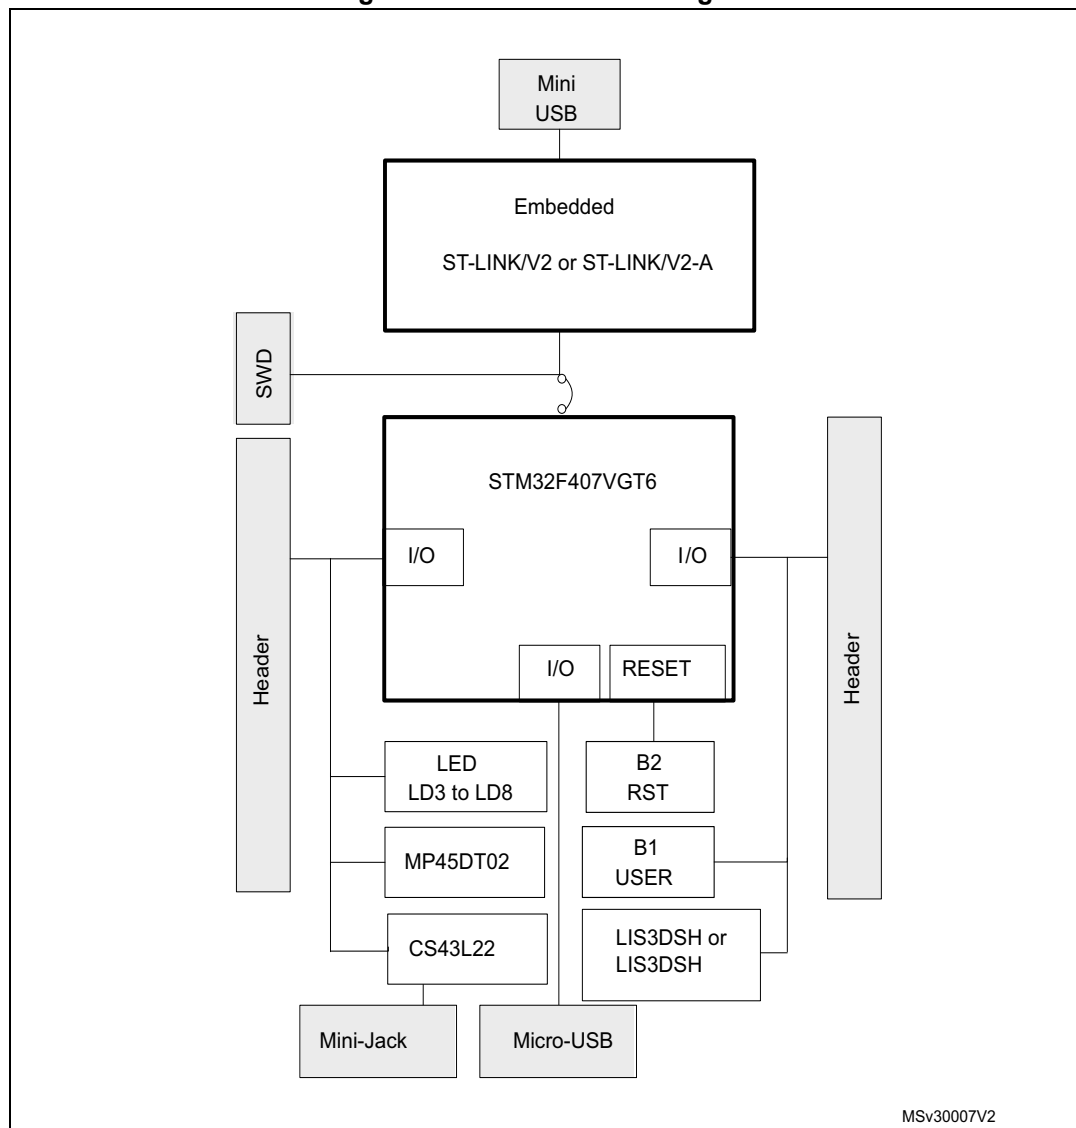 Mini
USB
Embedded
ST-LINK/V2 or ST-LINK/V2-A
SWD
STM32F407VGT6
I/O
I/O
Header
Header
I/O
RESET
LED
LD3 to LD8
B2
RST
MP45DT02
B1
USER
CS43L22
LIS3DSH or
LIS3DSH
Mini-Jack
Micro-USB
MSv30007V2